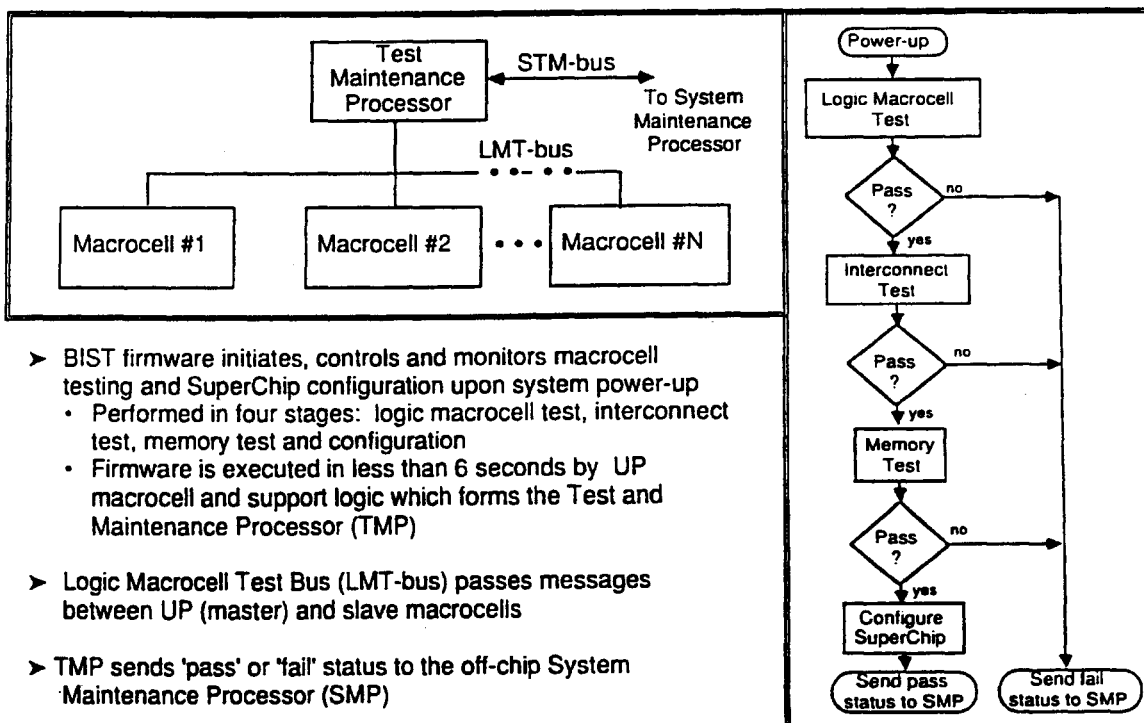 Test
Maintenance
Processor
STM-bus
To System
Maintenance
Processor
LMT-bus
Macrocell #1
Macrocell #2
Macrocell #N
➤ BIST firmware initiates, controls and monitors macrocell
testing and SuperChip configuration upon system power-up
• Performed in four stages: logic macrocell test, interconnect
test, memory test and configuration
• Firmware is executed in less than 6 seconds by UP
macrocell and support logic which forms the Test and
Maintenance Processor (TMP)
➤ Logic Macrocell Test Bus (LMT-bus) passes messages
between UP (master) and slave macrocells
➤ TMP sends 'pass' or 'fail' status to the off-chip System
Maintenance Processor (SMP)
Power-up
Logic Macrocell
Test
Pass
?
no
yes
Interconnect
Test
Pass
?
no
yes
Memory
Test
Pass
?
no
yes
Configure
SuperChip
Send pass
status to SMP
Send fail
status to SMP